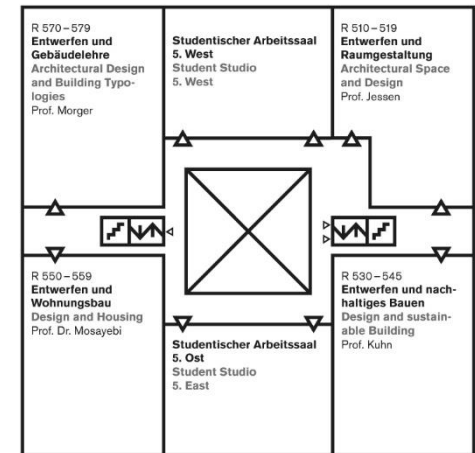 R 570–579
Entwerfen und
Gebäudelehre
Architectural Design
and Building Typo-
logies
Prof. Morger
Studentischer Arbeitssaal
5. West
Student Studio
5. West
R 510–519
Entwerfen und
Raumgestaltung
Architectural Space
and Design
Prof. Jessen
R 550–559
Entwerfen und
Wohnungsbau
Design and Housing
Prof. Dr. Mosayebi
Studentischer Arbeitssaal
5. Ost
Student Studio
5. East
R 530–545
Entwerfen und nach-
haltiges Bauen
Design and sustain-
able Building
Prof. Kuhn